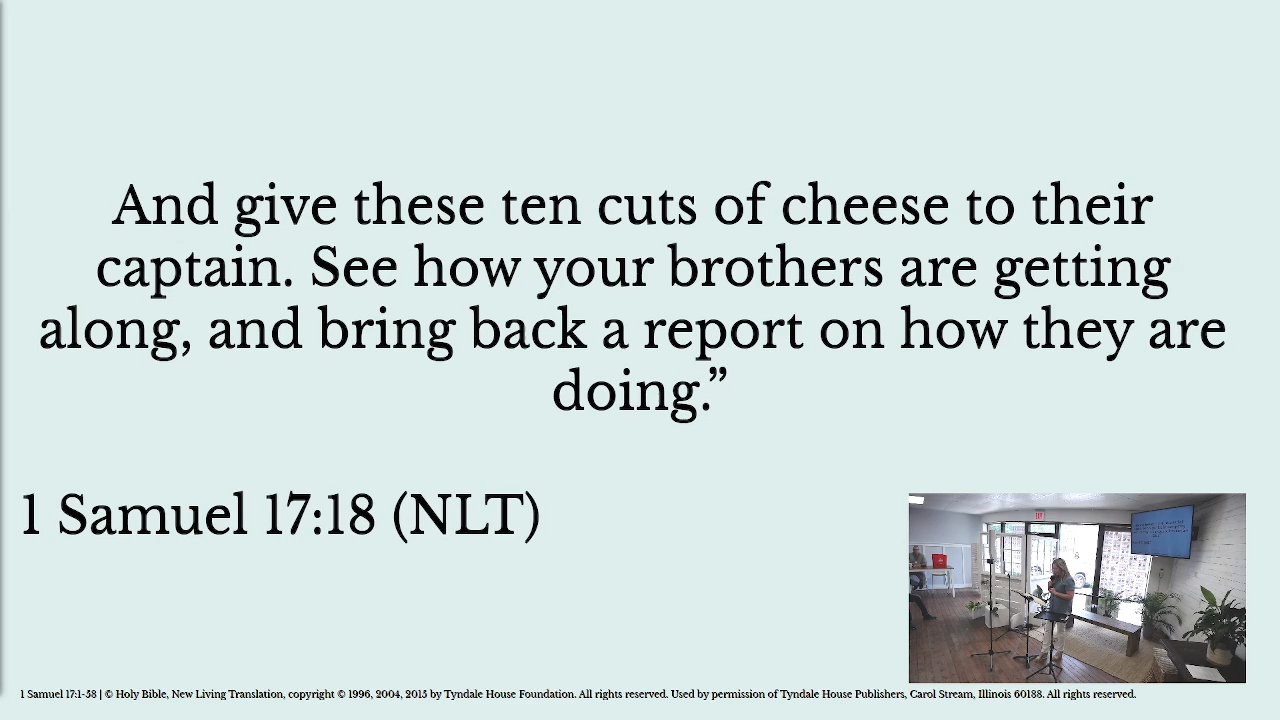 And give these ten cuts of cheese to their
captain. See how your brothers are getting
along, and bring back a report on how they are
doing.”
1 Samuel 17:18 (NLT)
1 Samuel 17:1-58 | © Holy Bible, New Living Translation, copyright © 1996, 2004, 2015 by Tyndale House Foundation. All rights reserved. Used by permission of Tyndale House Publishers, Carol Stream, Illinois 60188. All rights reserved.